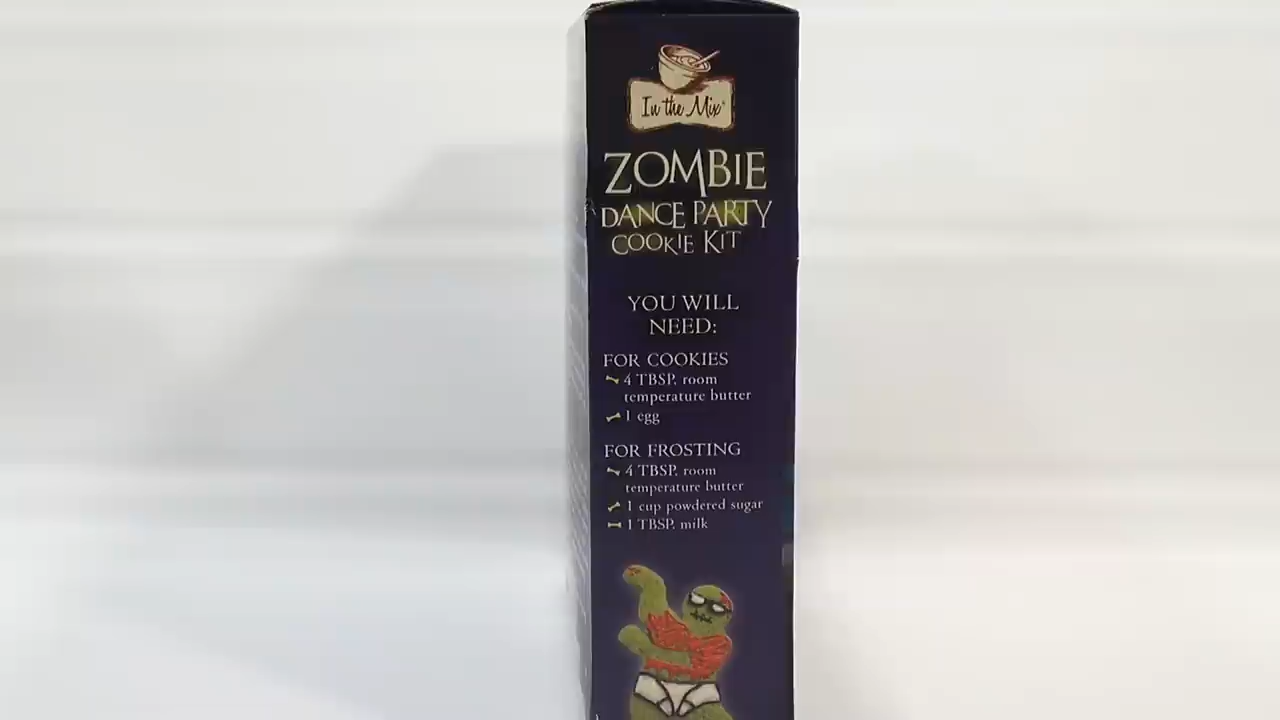 In the Mix
ZOMBIE
DANCE PARTY
COOKIE KIT
YOU WILL
NEED:
FOR COOKIES
4 TBSP. room
temperature butter
1 egg
FOR FROSTING
4 TBSP. room
temperature butter
1 cup powdered sugar
1 TBSP. milk